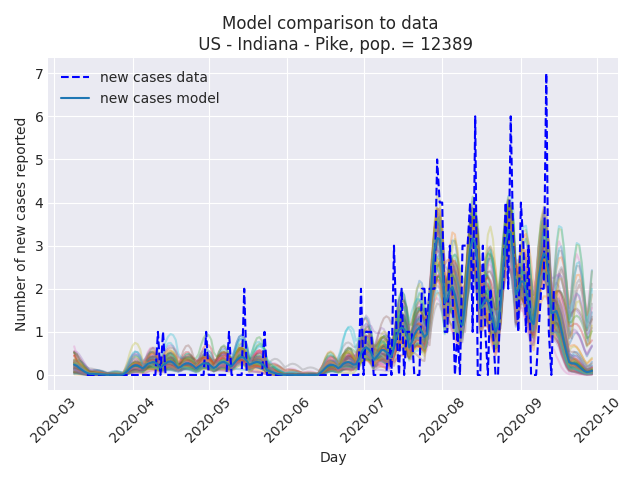 Model comparison to data
US - Indiana - Pike, pop. = 12389
new cases data
new cases model
Number of new cases reported
7
6
5
4
3
2
1
0
2020-03
2020-04
2020-05
2020-06
2020-07
2020-08
2020-09
2020-10
Day